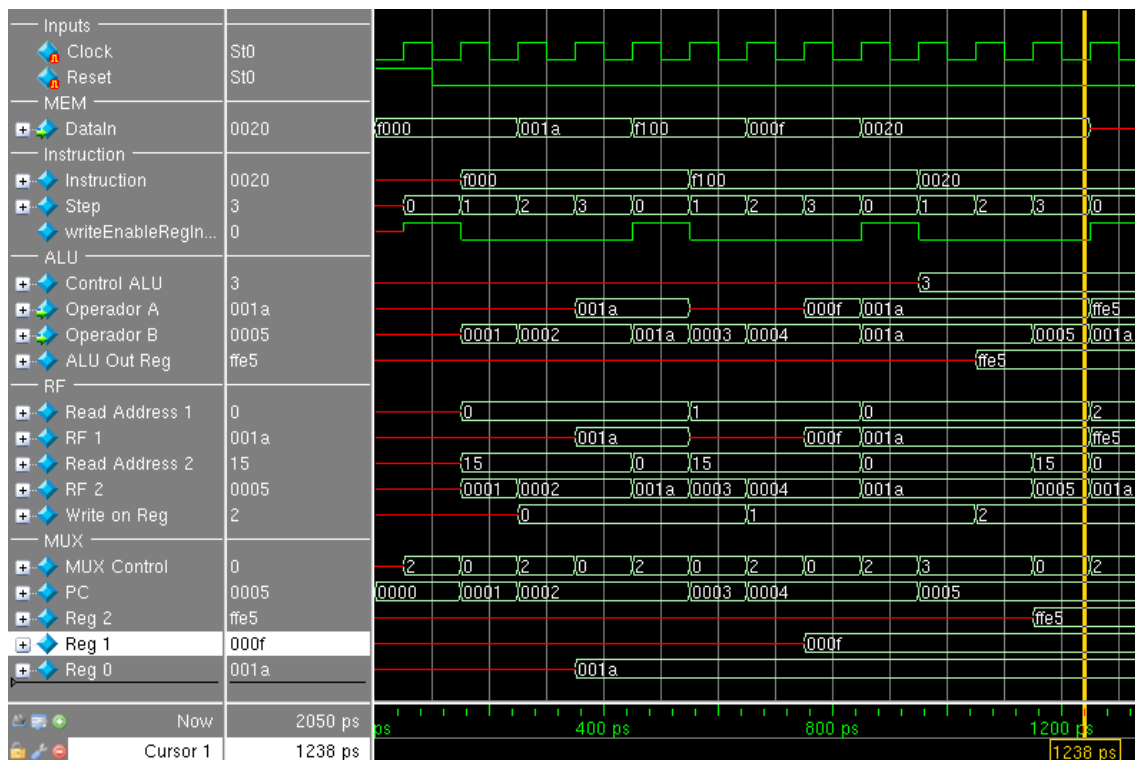 Inputs
Clock St0
Reset St0
MEM
DataIn 0020 f000 001a f100 000f 0020
Instruction
Instruction 0020 f000 f100 0020
Step 3 0 1 2 3 0 1 2 3 0 1 2 3 0
writeEnableRegIn... 0
ALU
Control ALU 3 3
Operador A 001a 001a 000f 001a ffe5
Operador B 0005 0001 0002 001a 0003 0004 001a 0005 001a
ALU Out Reg ffe5 ffe5
RF
Read Address 1 0 0 1 0 2
RF 1 001a 001a 000f 001a ffe5
Read Address 2 15 15 0 15 0 15 0
RF 2 0005 0001 0002 001a 0003 0004 001a 0005 001a
Write on Reg 2 0 1 2
MUX
MUX Control 0 2 0 2 0 2 0 2 0 2 3 0 2
PC 0005 0000 0001 0002 0003 0004 0005
Reg 2 ffe5 ffe5
Reg 1 000f 000f
Reg 0 001a 001a
Now 2050 ps ps 400 ps 800 ps 1200 ps
Cursor 1 1238 ps 1238 ps